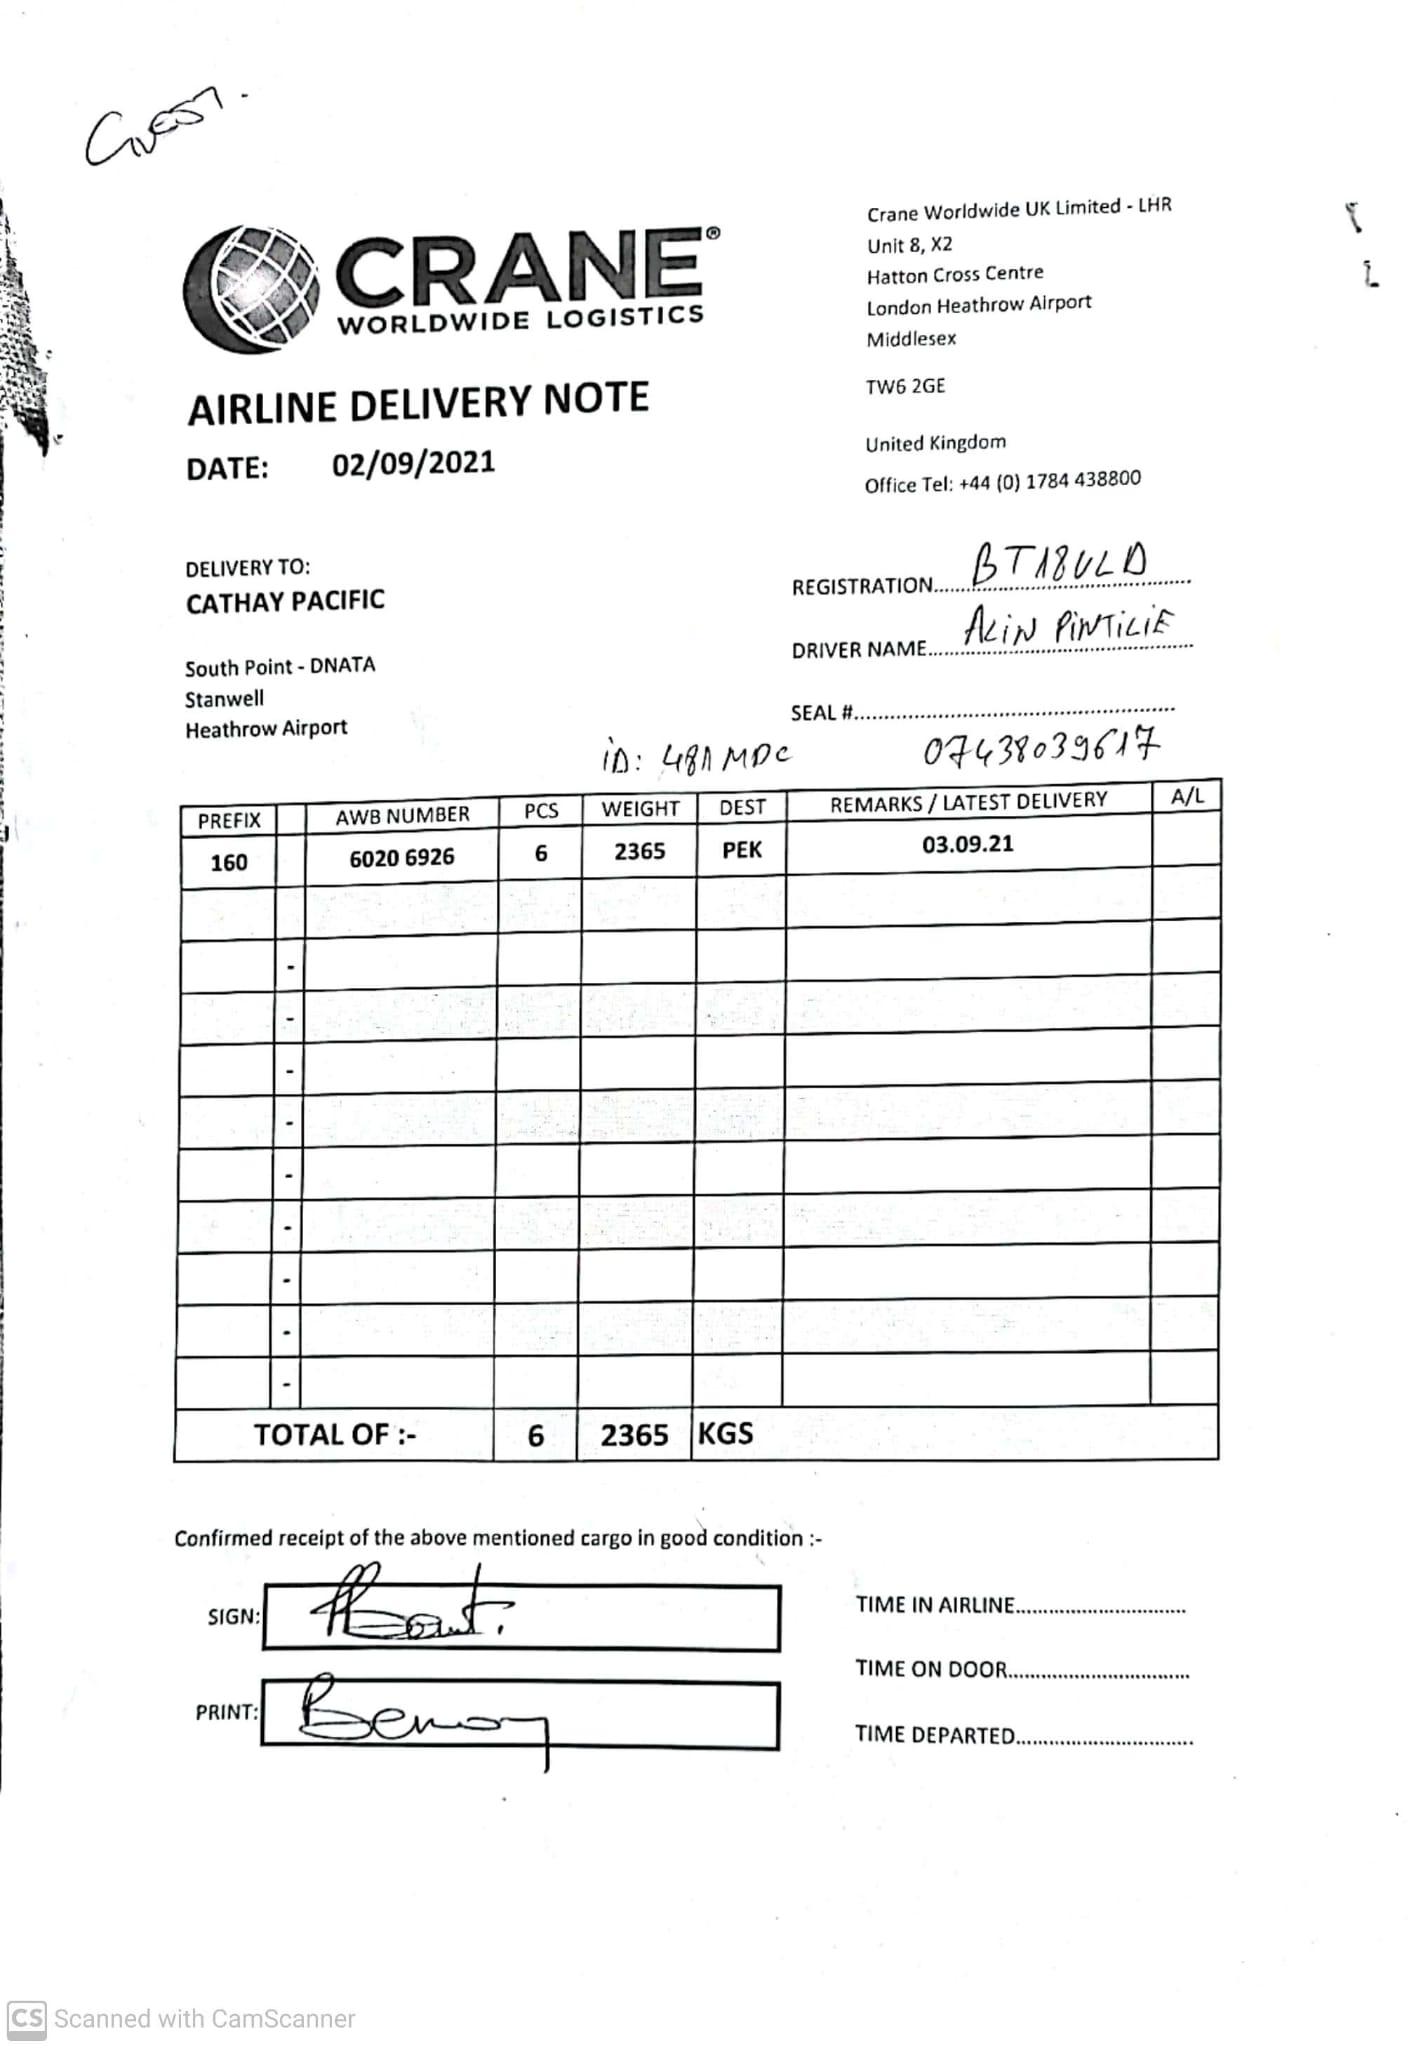 CRANE®
WORLDWIDE LOGISTICS
Crane Worldwide UK Limited - LHR
Unit 8, X2
Hatton Cross Centre
London Heathrow Airport
Middlesex
TW6 2GE
United Kingdom
Office Tel: +44 (0) 1784 438800
AIRLINE DELIVERY NOTE
DATE: 02/09/2021
DELIVERY TO:
CATHAY PACIFIC
South Point - DNATA
Stanwell
Heathrow Airport
REGISTRATION.....BT18ULD
DRIVER NAME.....ALIN PINTILIE
SEAL #.....
iD: 481 MDC 07438039617
PREFIX AWB NUMBER PCS WEIGHT DEST REMARKS / LATEST DELIVERY A/L
160 6020 6926 6 2365 PEK 03.09.21
-
-
-
-
-
-
-
-
-
TOTAL OF :- 6 2365 KGS
Confirmed receipt of the above mentioned cargo in good condition :-
SIGN:
PRINT:
TIME IN AIRLINE.....
TIME ON DOOR.....
TIME DEPARTED.....
CS Scanned with CamScanner